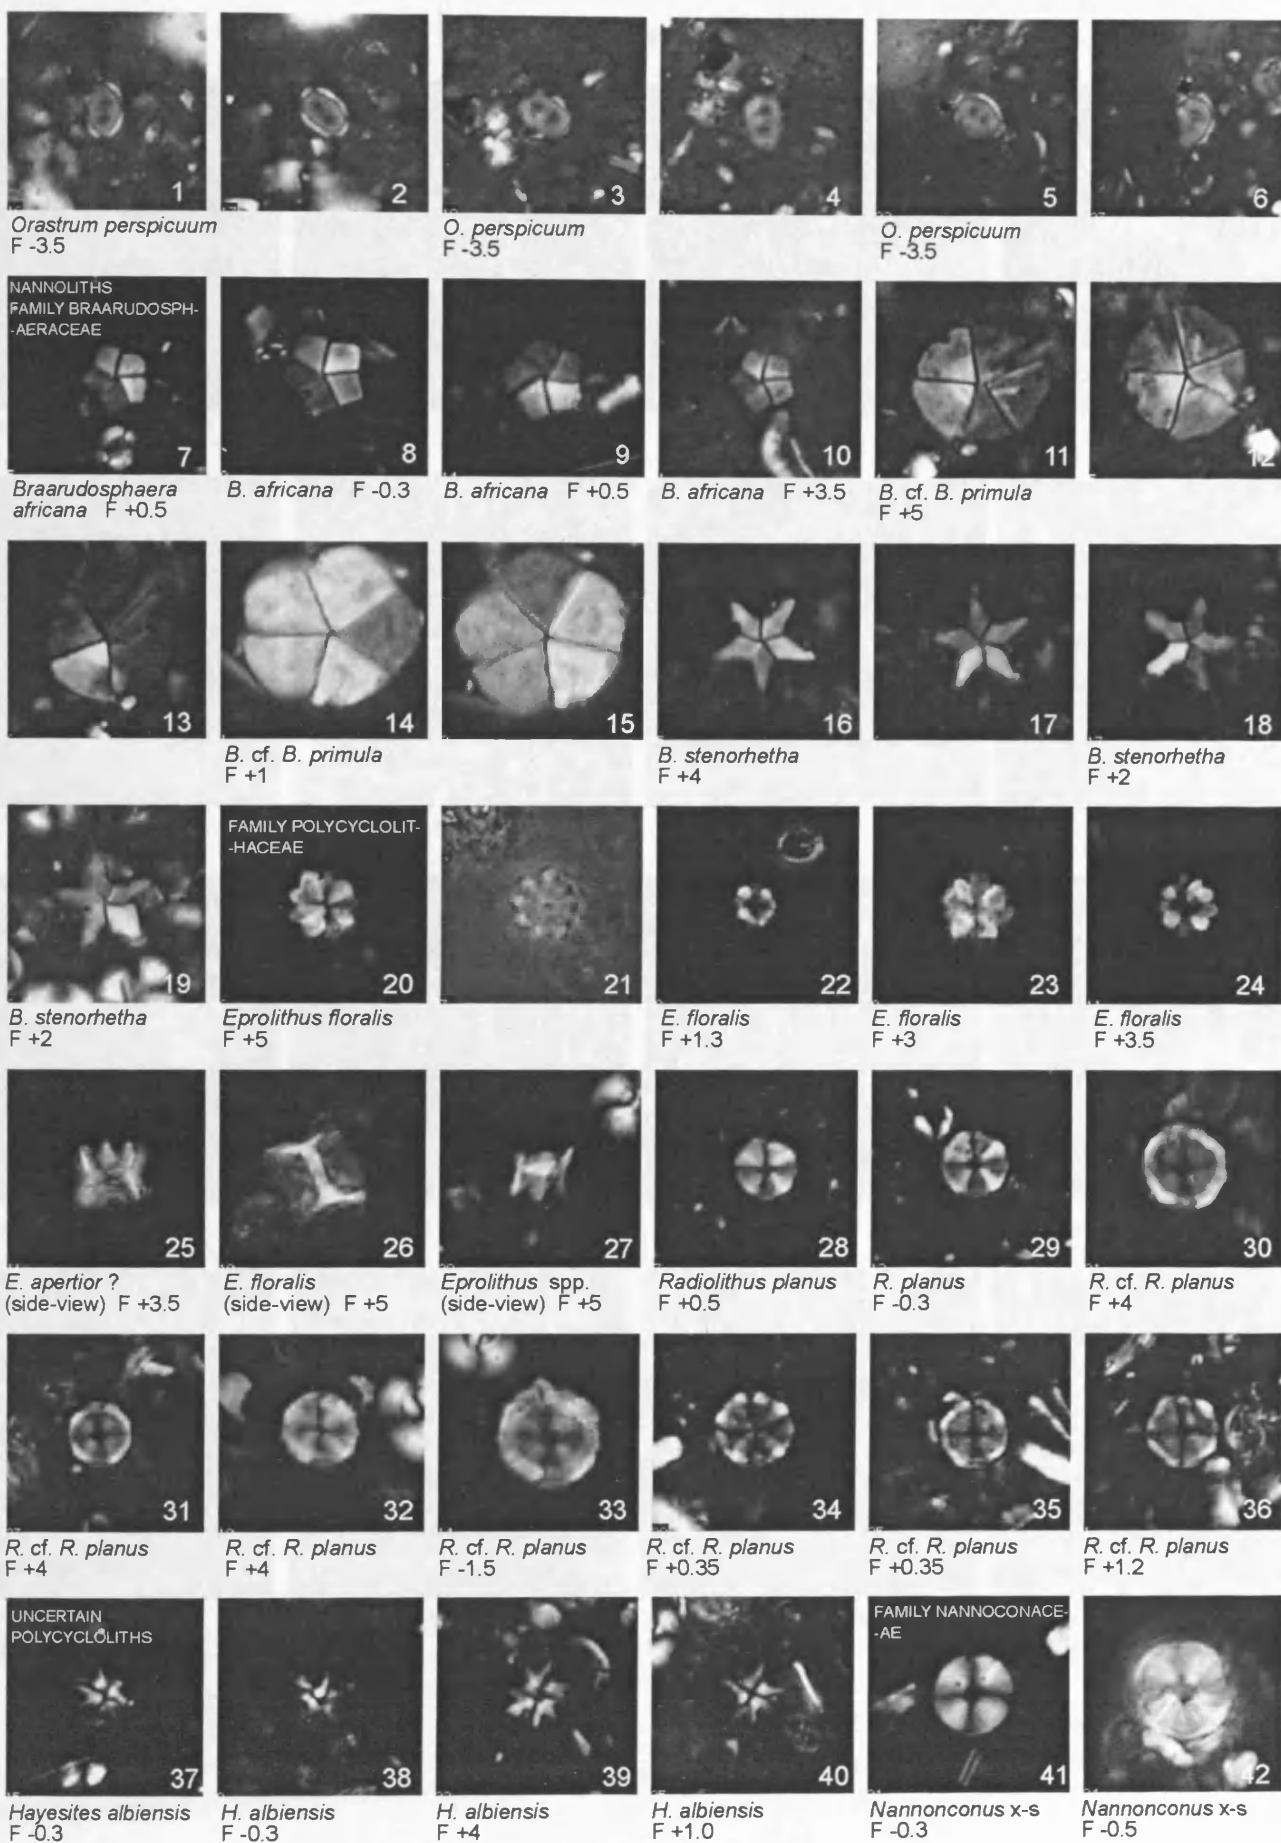 1
2
3
4
5
6
Orastrum perspicuum
F -3.5
O. perspicuum
F -3.5
O. perspicuum
F -3.5
NANNOLITHS
FAMILY BRAARUDOSPH-
-AERACEAE
7
8
9
10
11
12
Braarudosphaera
africana F +0.5
B. africana F -0.3
B. africana F +0.5
B. africana F +3.5
B. cf. B. primula
F +5
13
14
15
16
17
18
B. cf. B. primula
F +1
B. stenorhetha
F +4
B. stenorhetha
F +2
FAMILY POLYCYCLOLIT-
-HACEAE
19
20
21
22
23
24
B. stenorhetha
F +2
Eprolithus floralis
F +5
E. floralis
F +1.3
E. floralis
F +3
E. floralis
F +3.5
25
26
27
28
29
30
E. apertior ?
(side-view) F +3.5
E. floralis
(side-view) F +5
Eprolithus spp.
(side-view) F +5
Radiolithus planus
F +0.5
R. planus
F -0.3
R. cf. R. planus
F +4
31
32
33
34
35
36
R. cf. R. planus
F +4
R. cf. R. planus
F +4
R. cf. R. planus
F -1.5
R. cf. R. planus
F +0.35
R. cf. R. planus
F +0.35
R. cf. R. planus
F +1.2
UNCERTAIN
POLYCYCLOLITHS
FAMILY NANNOCONACE-
-AE
37
38
39
40
41
42
Hayesites albiensis
F -0.3
H. albiensis
F -0.3
H. albiensis
F +4
H. albiensis
F +1.0
Nannonconus x-s
F -0.3
Nannonconus x-s
F -0.5